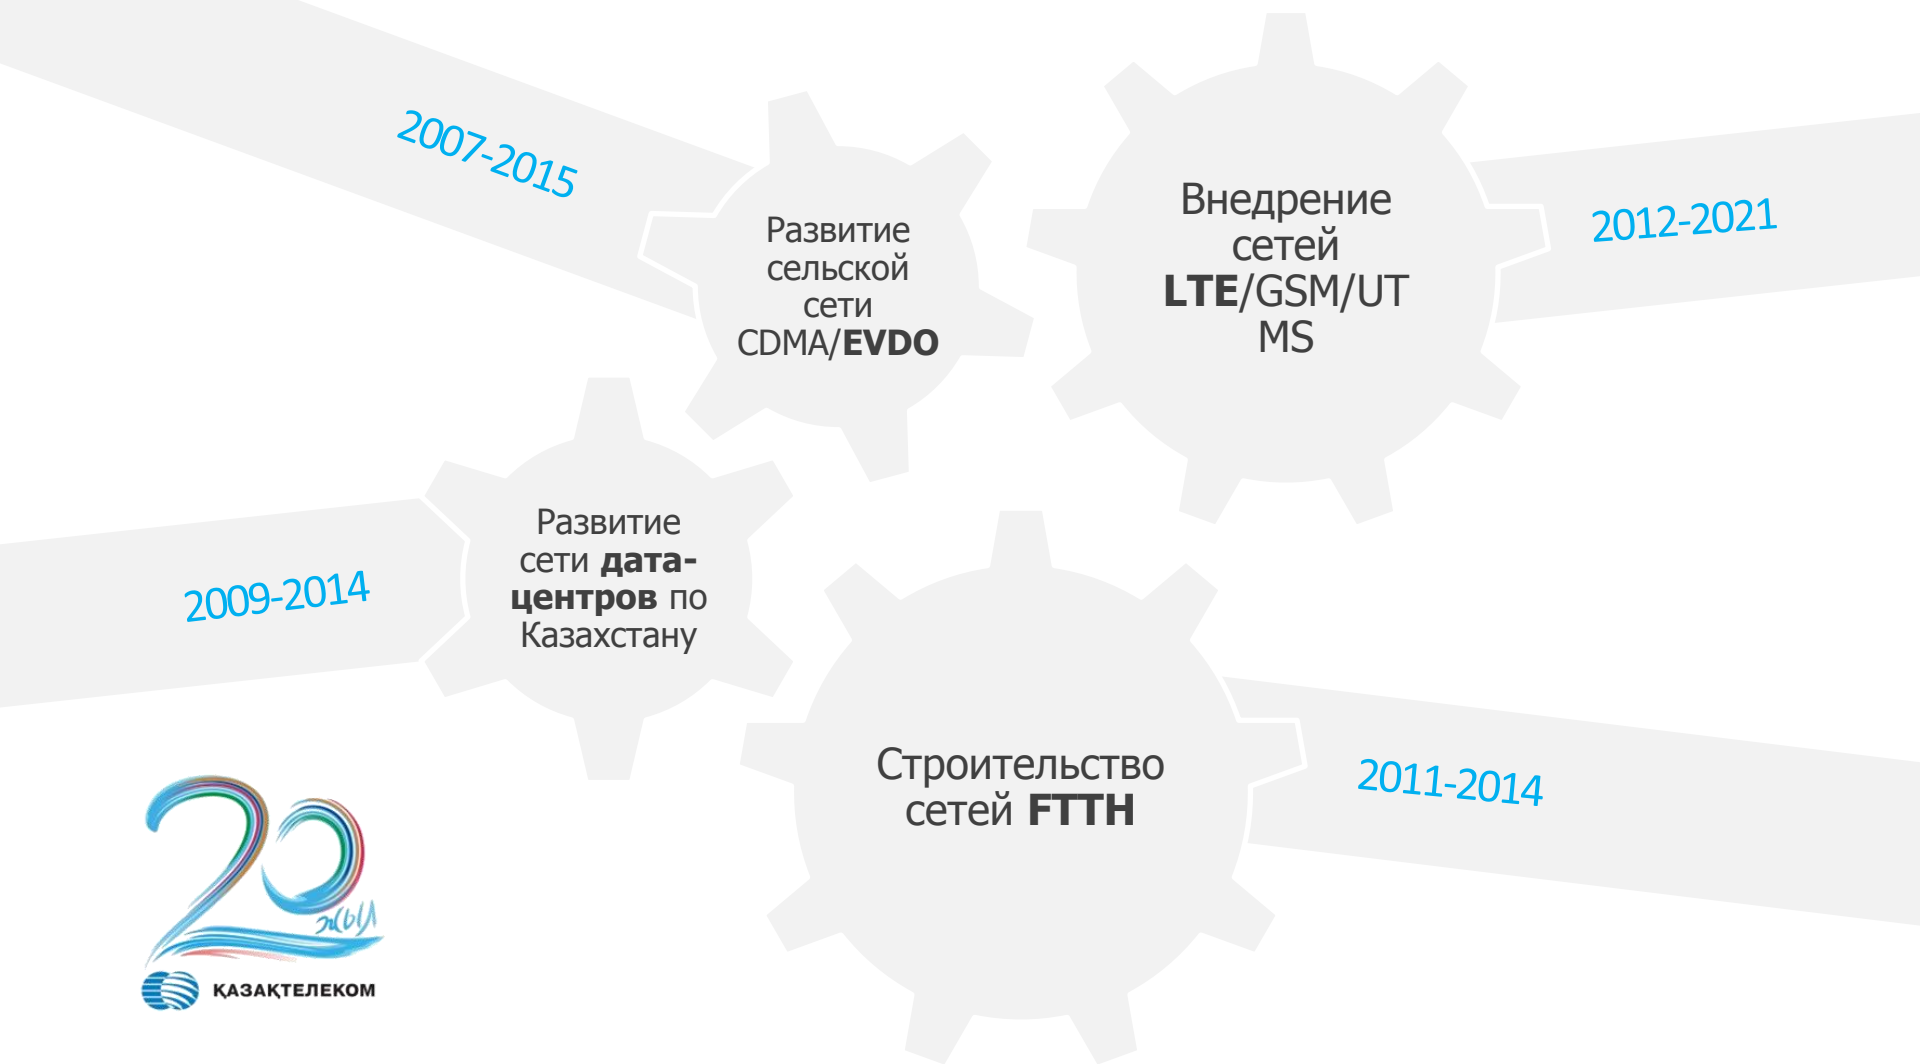 2007-2015
Развитие
сельской
сети
CDMA/EVDO
Внедрение
сетей
LTE/GSM/UT
MS
2012-2021
2009-2014
Развитие
сети дата-
центров по
Казахстану
Строительство
сетей FTTH
2011-2014
20
жыл
ҚАЗАҚТЕЛЕКОМ